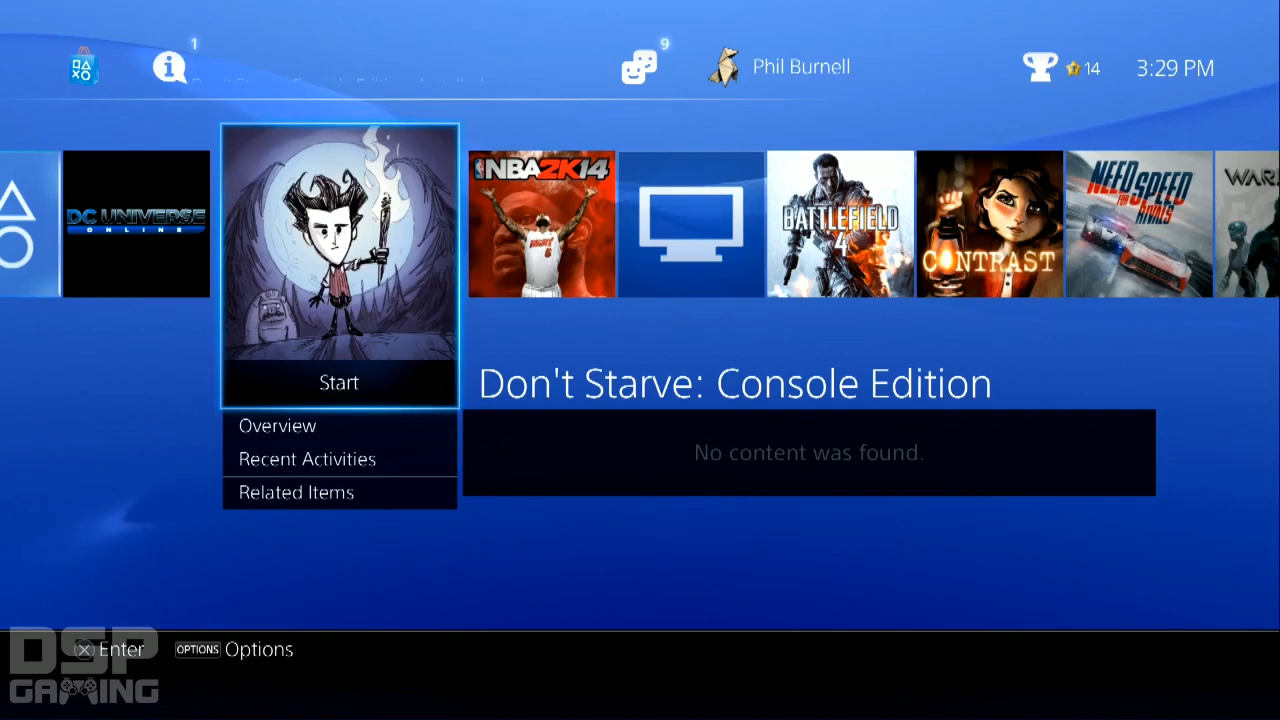 1
9
Phil Burnell
14
3:29 PM
DC UNIVERSE
ONLINE
NBA2K14
HEAT
6
BATTLEFIELD
4
CONTRAST
NEED FOR SPEED
RIVALS
Start
Don't Starve: Console Edition
Overview
No content was found.
Recent Activities
Related Items
Enter
OPTIONS Options
DSP
GAMING